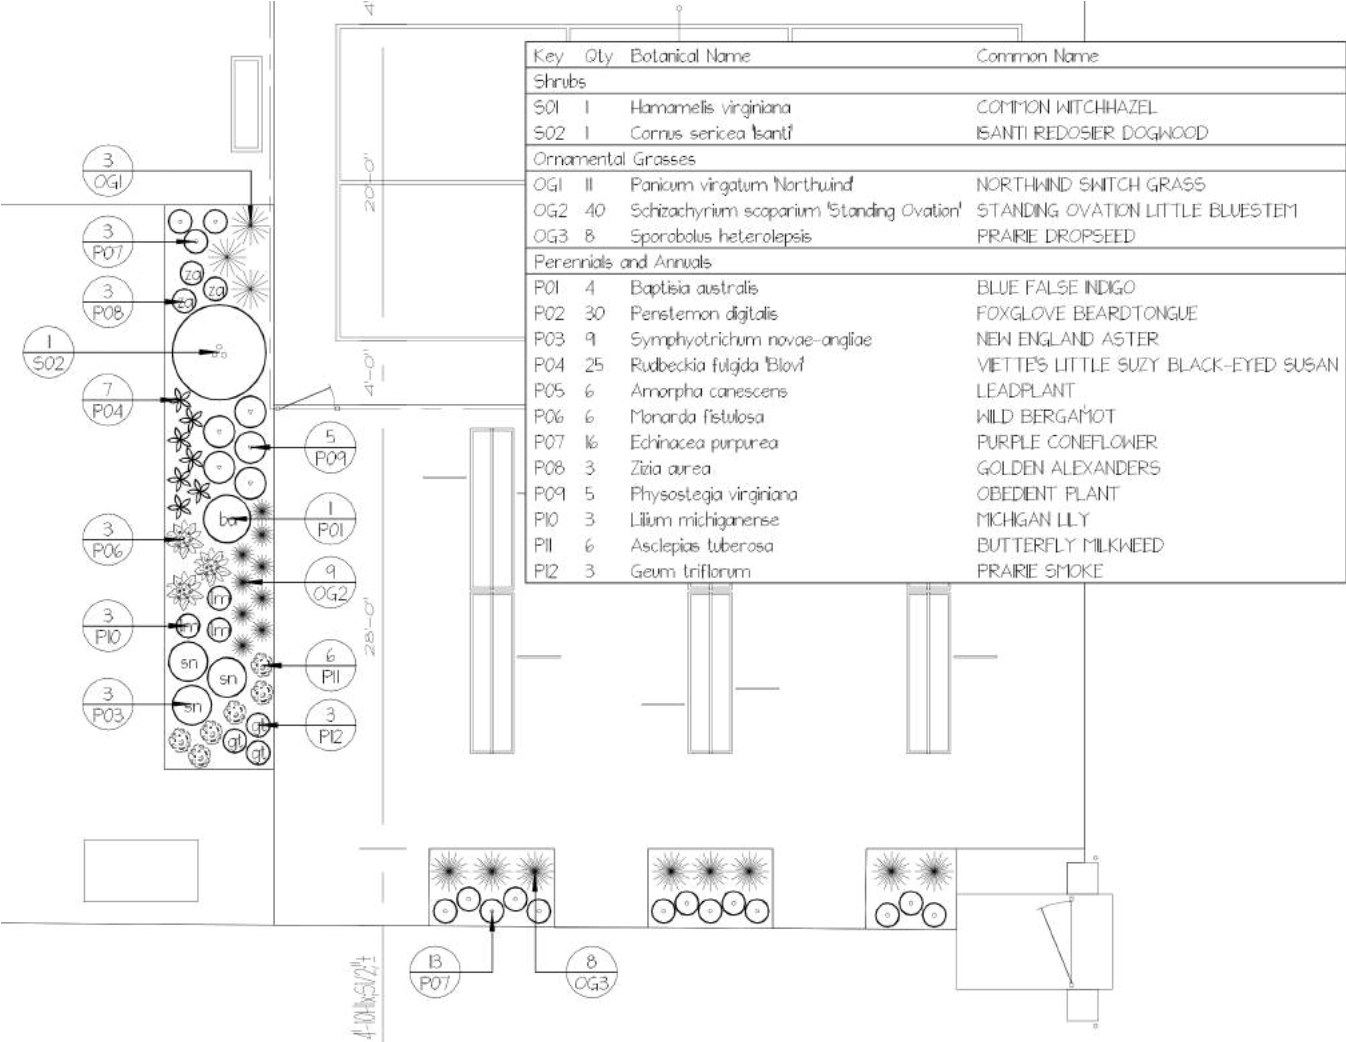 4'
Key Qty Botanical Name Common Name
Shrubs
S01 1 Hamamelis virginiana COMMON WITCHHAZEL
S02 1 Cornus sericea 'Isanti' ISANTI REDOSIER DOGWOOD
Ornamental Grasses
OG1 11 Panicum virgatum 'Northwind' NORTHWIND SWITCH GRASS
OG2 40 Schizachyrium scoparium 'Standing Ovation' STANDING OVATION LITTLE BLUESTEM
OG3 8 Sporobolus heterolepsis PRAIRIE DROPSEED
Perennials and Annuals
P01 4 Baptisia australis BLUE FALSE INDIGO
P02 30 Penstemon digitalis FOXGLOVE BEARDTONGUE
P03 9 Symphyotrichum novae-angliae NEW ENGLAND ASTER
P04 25 Rudbeckia fulgida 'Blovi' VIETTE'S LITTLE SUZY BLACK-EYED SUSAN
P05 6 Amorpha canescens LEADPLANT
P06 6 Monarda fistulosa WILD BERGAMOT
P07 16 Echinacea purpurea PURPLE CONEFLOWER
P08 3 Zizia aurea GOLDEN ALEXANDERS
P09 5 Physostegia virginiana OBEDIENT PLANT
P10 3 Lilium michiganense MICHIGAN LILY
P11 6 Asclepias tuberosa BUTTERFLY MILKWEED
P12 3 Geum triflorum PRAIRIE SMOKE
3
OG1
20'-0"
3
P07
za
za
za
3
P08
1
S02
4'-0"
7
P04
5
P09
ba
1
P01
3
P06
9
OG2
lm
lm
lm
3
P10
28'-0"
sn
sn
sn
6
P11
3
P03
gt
gt
gt
3
P12
13
P07
8
OG3